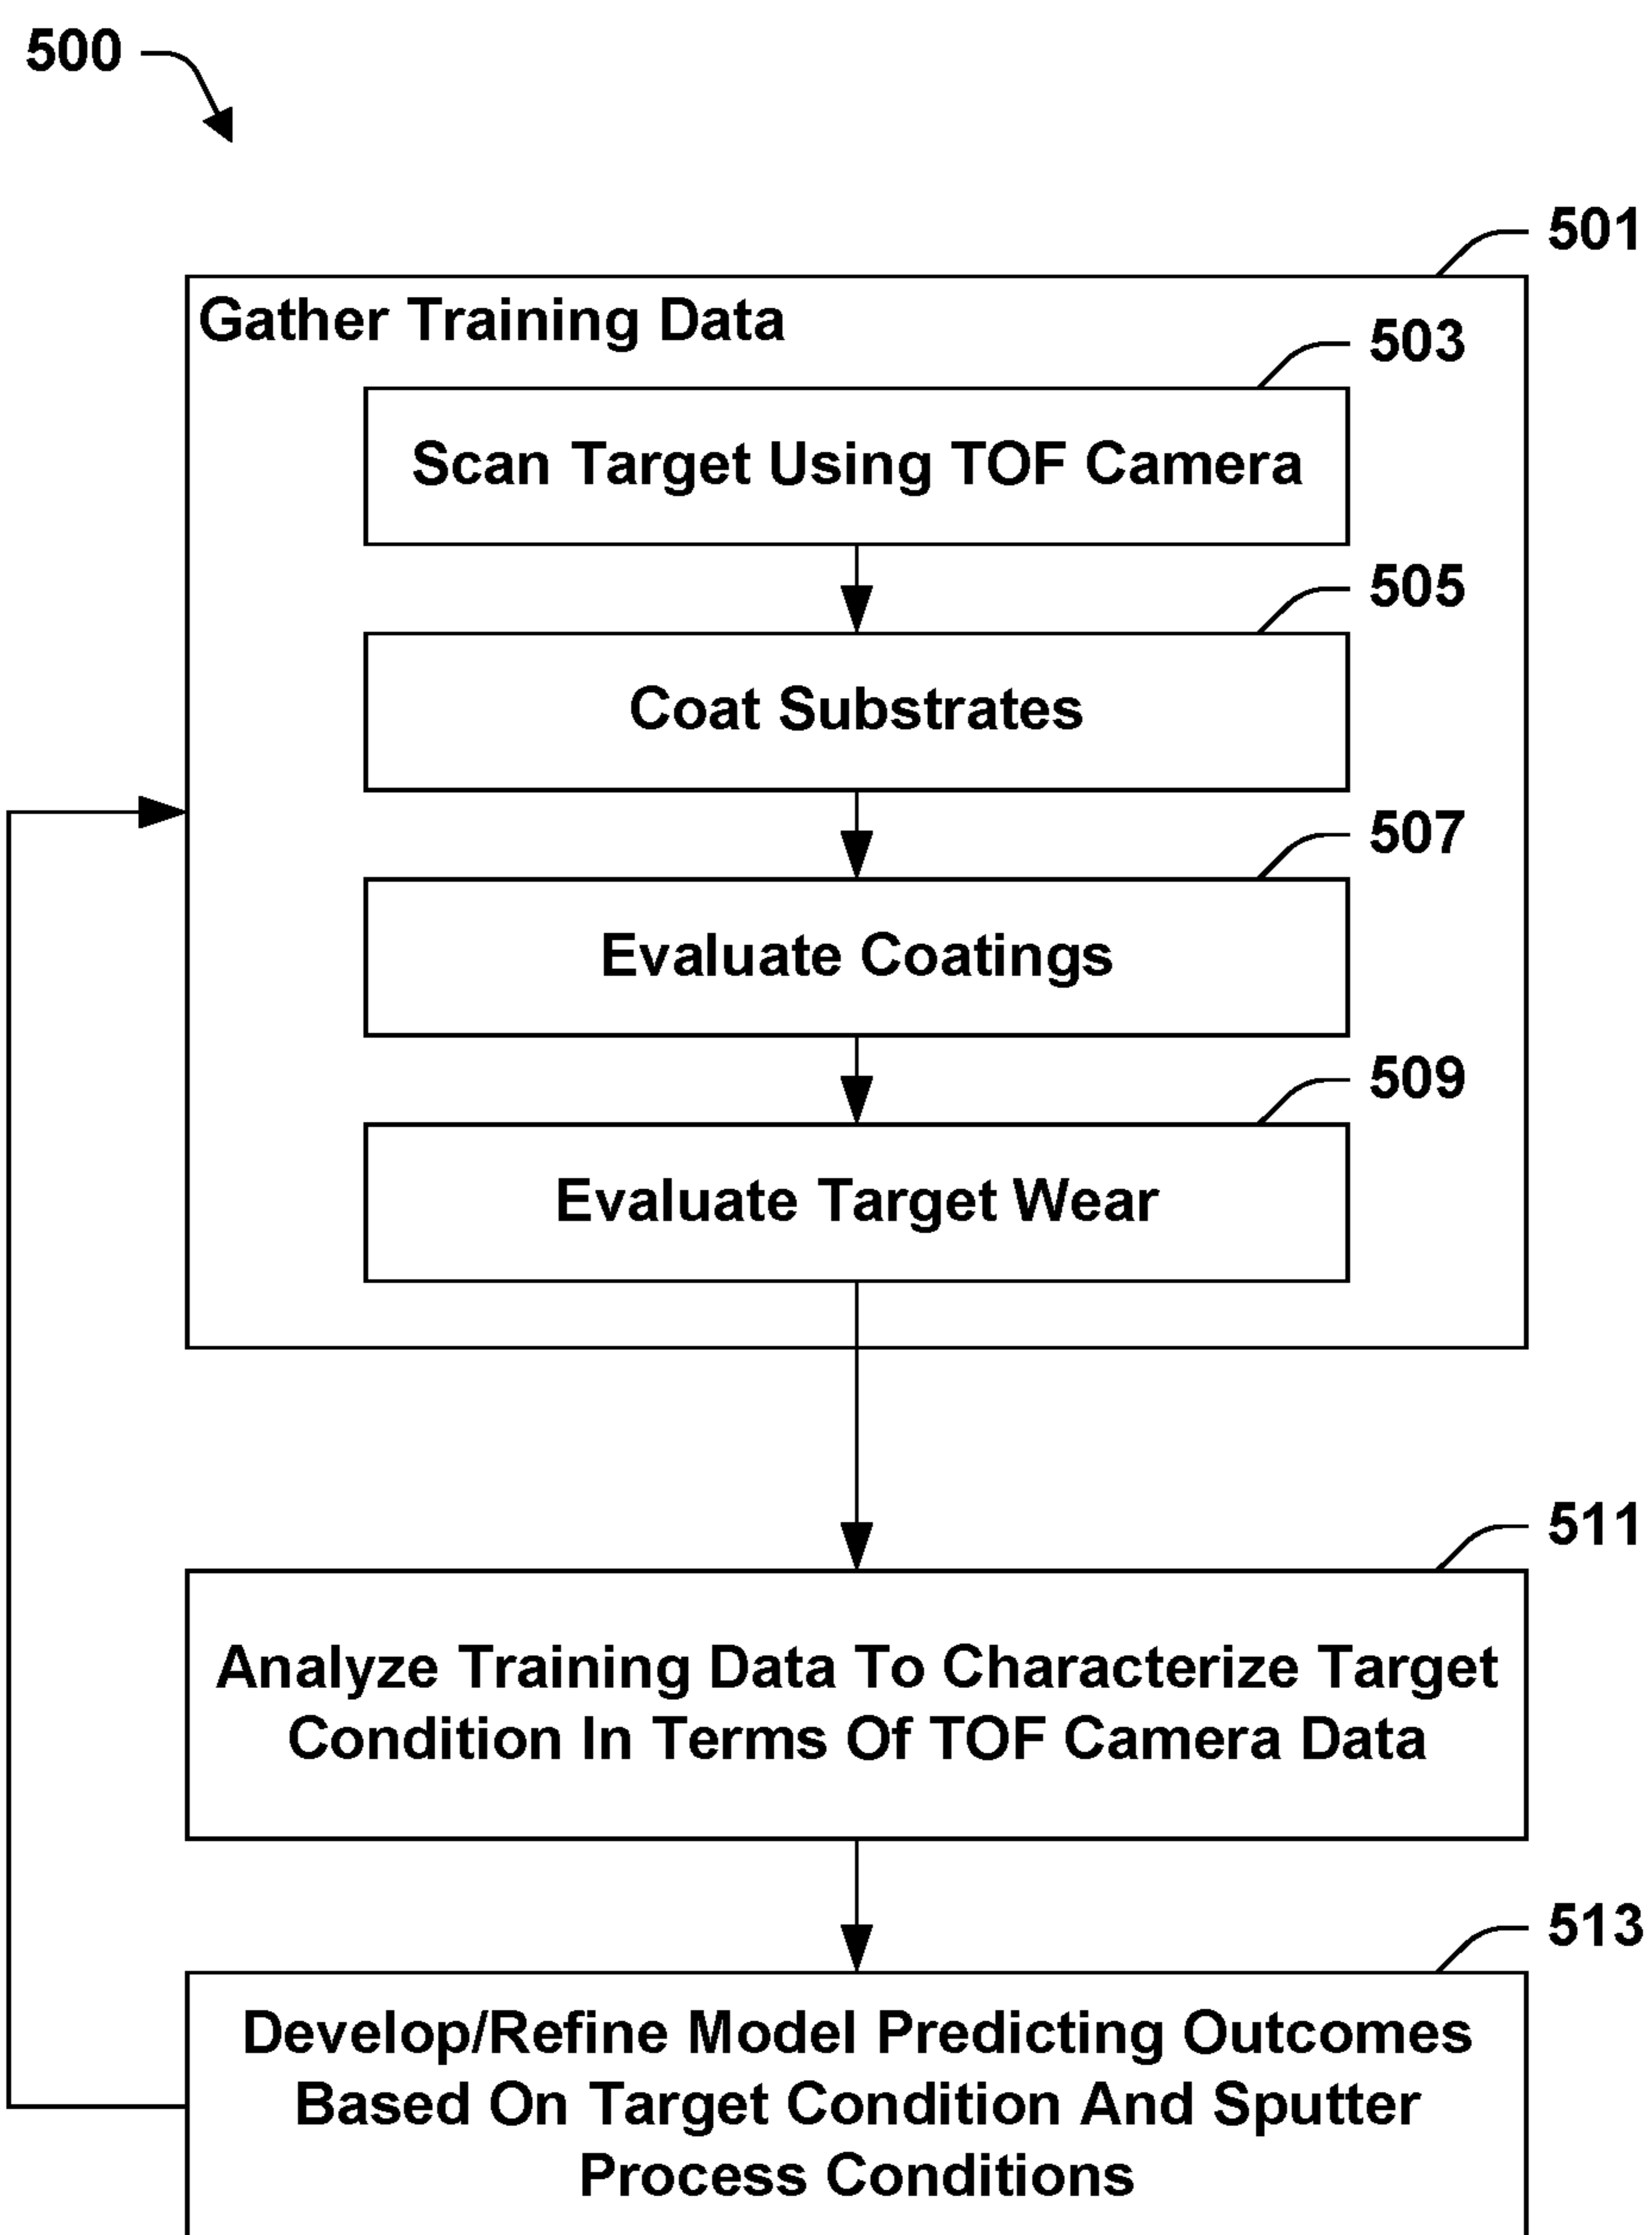 500
501
Gather Training Data
503
Scan Target Using TOF Camera
505
Coat Substrates
507
Evaluate Coatings
509
Evaluate Target Wear
511
Analyze Training Data To Characterize Target
Condition In Terms Of TOF Camera Data
513
Develop/Refine Model Predicting Outcomes
Based On Target Condition And Sputter
Process Conditions